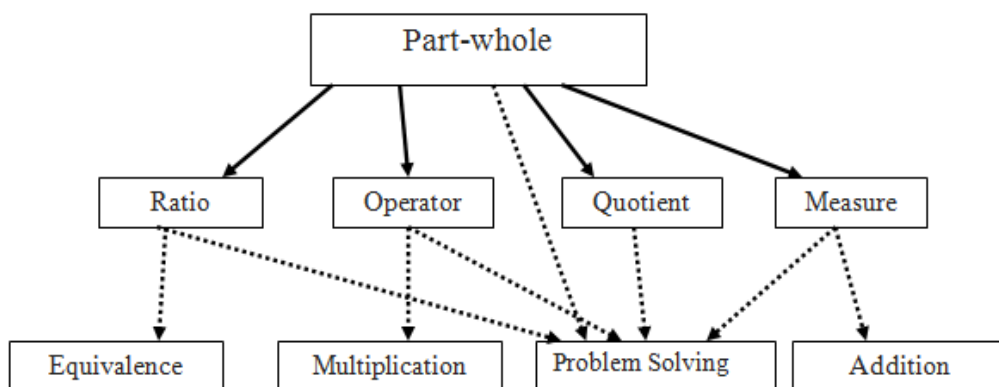 Part-whole
Ratio
Operator
Quotient
Measure
Equivalence
Multiplication
Problem Solving
Addition